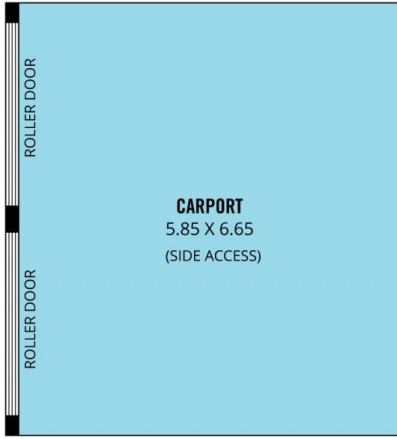 ROLLER DOOR
CARPORT
5.85 X 6.65
(SIDE ACCESS)
ROLLER DOOR